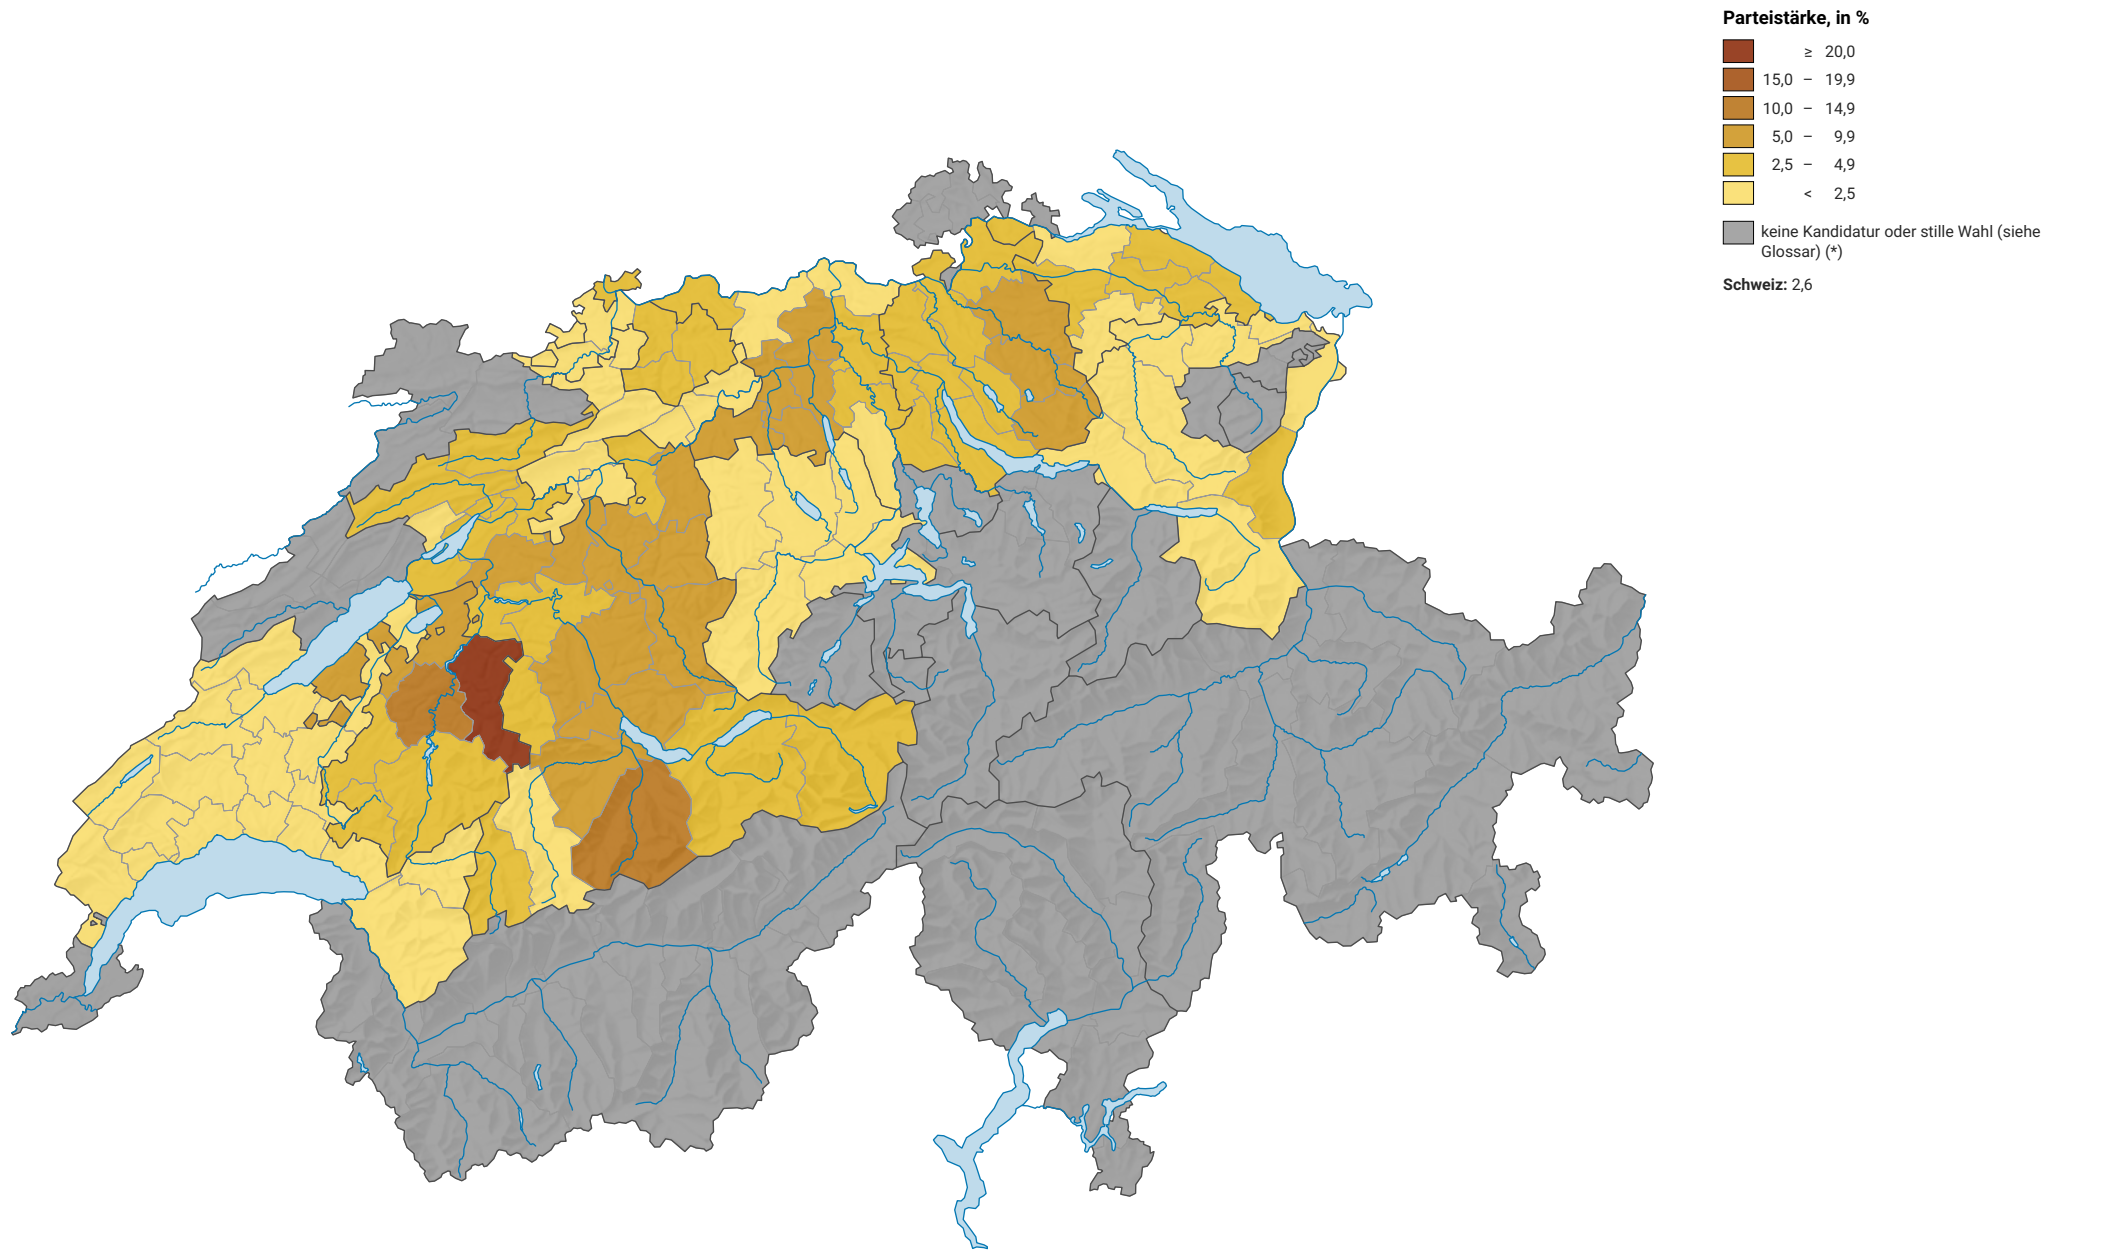 Parteistärke, in %
≥ 20,0
15,0 – 19,9
10,0 – 14,9
5,0 – 9,9
2,5 – 4,9
< 2,5
keine Kandidatur oder stille Wahl (siehe
Glossar) (*)
Schweiz: 2,6